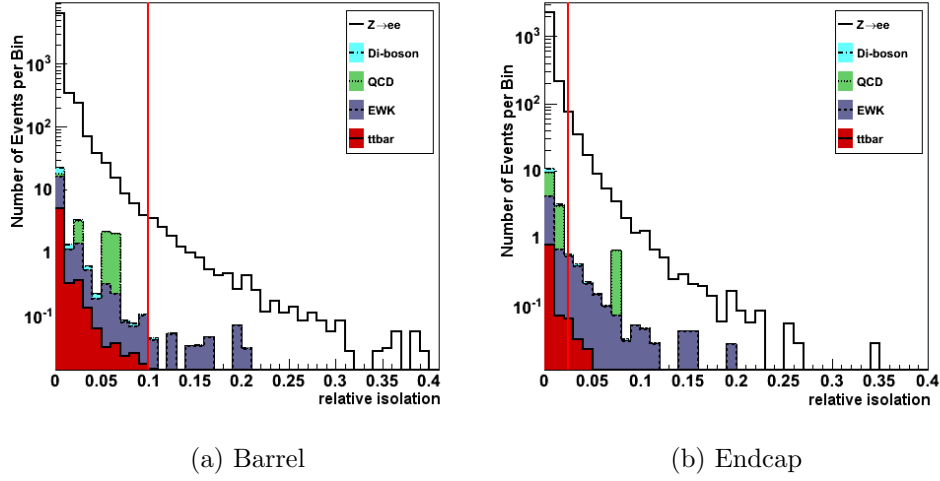 Number of Events per Bin
10³
10²
10
1
10⁻¹
Z→ee
Di-boson
QCD
EWK
ttbar
0 0.05 0.1 0.15 0.2 0.25 0.3 0.35 0.4
relative isolation
(a) Barrel
Number of Events per Bin
10³
10²
10
1
10⁻¹
Z→ee
Di-boson
QCD
EWK
ttbar
0 0.05 0.1 0.15 0.2 0.25 0.3 0.35 0.4
relative isolation
(b) Endcap